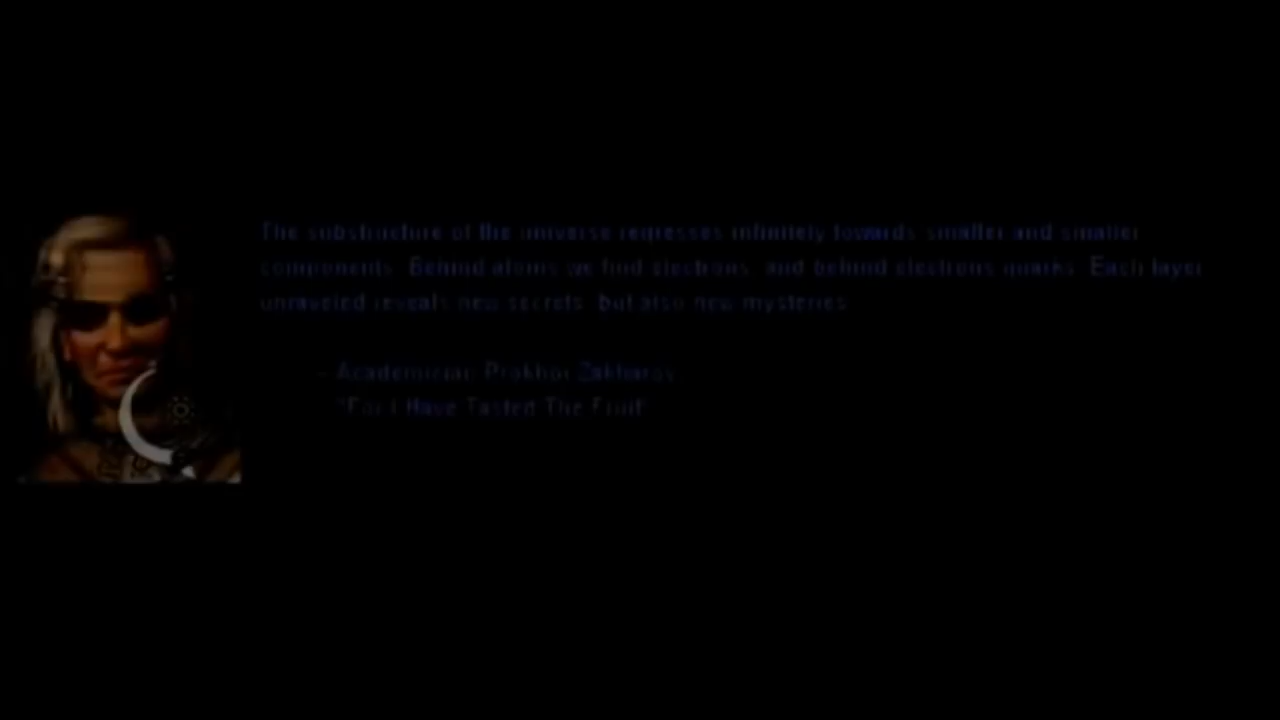 The substructure of the universe regresses infinitely towards smaller and smaller
components. Behind atoms we find electrons, and behind electrons quarks. Each layer
unraveled reveals new secrets, but also new mysteries.
-- Academician Prokhor Zakharov,
"For I Have Tasted The Fruit"